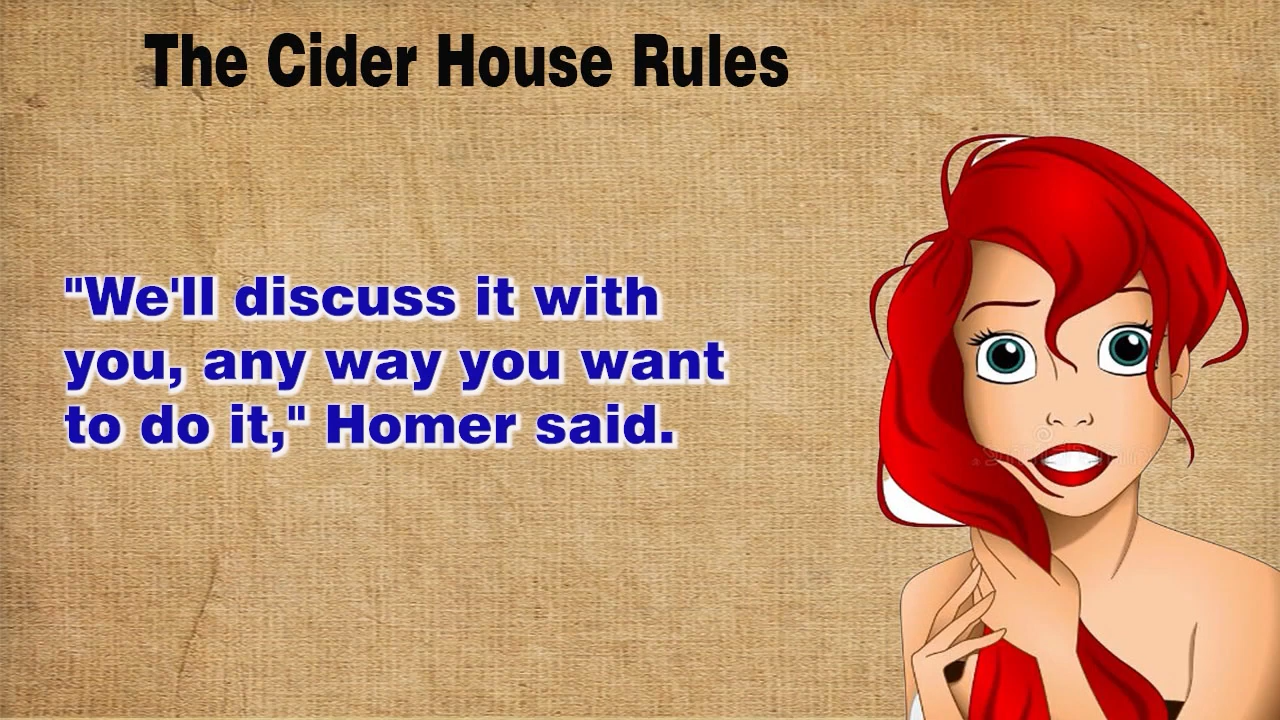 The Cider House Rules
"We'll discuss it with
you, any way you want
to do it," Homer said.